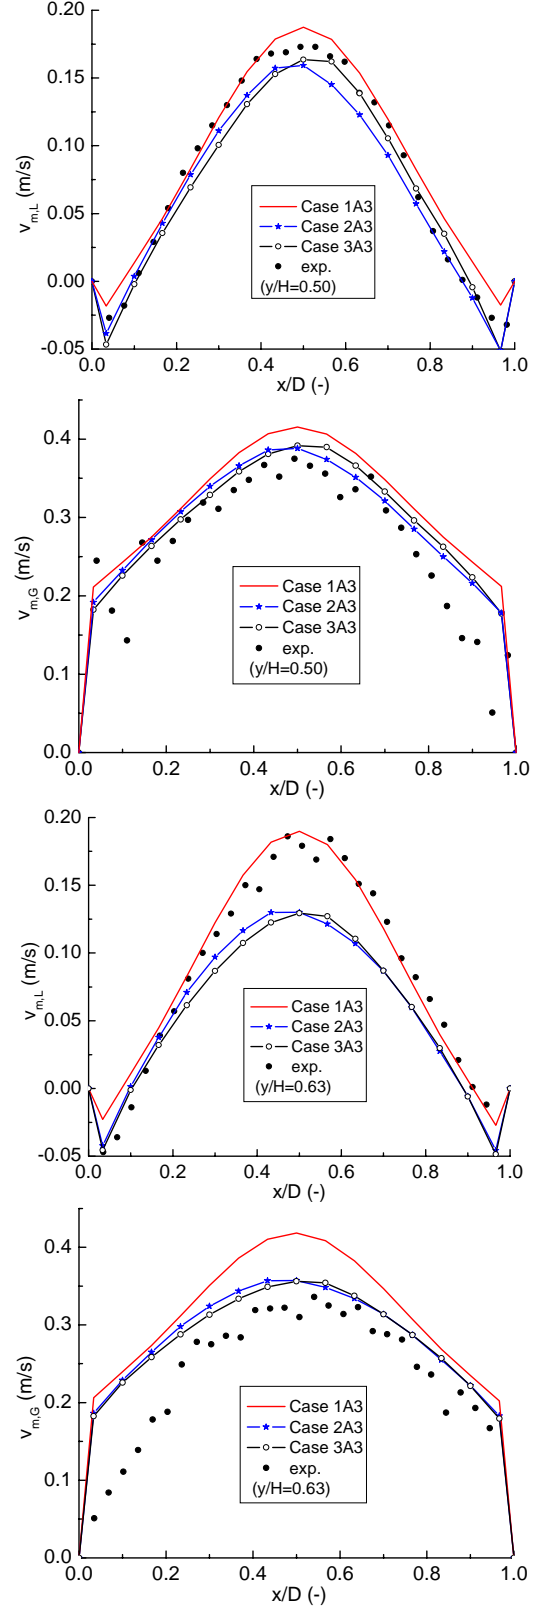 0.20
0.15
0.10
0.05
0.00
-0.05
v_m,L (m/s)
Case 1A3
Case 2A3
Case 3A3
exp.
(y/H=0.50)
0.0 0.2 0.4 0.6 0.8 1.0
x/D (-)
0.4
0.3
0.2
0.1
0.0
v_m,G (m/s)
Case 1A3
Case 2A3
Case 3A3
exp.
(y/H=0.50)
0.0 0.2 0.4 0.6 0.8 1.0
x/D (-)
0.20
0.15
0.10
0.05
0.00
-0.05
v_m,L (m/s)
Case 1A3
Case 2A3
Case 3A3
exp.
(y/H=0.63)
0.0 0.2 0.4 0.6 0.8 1.0
x/D (-)
0.4
0.3
0.2
0.1
0.0
v_m,G (m/s)
Case 1A3
Case 2A3
Case 3A3
exp.
(y/H=0.63)
0.0 0.2 0.4 0.6 0.8 1.0
x/D (-)